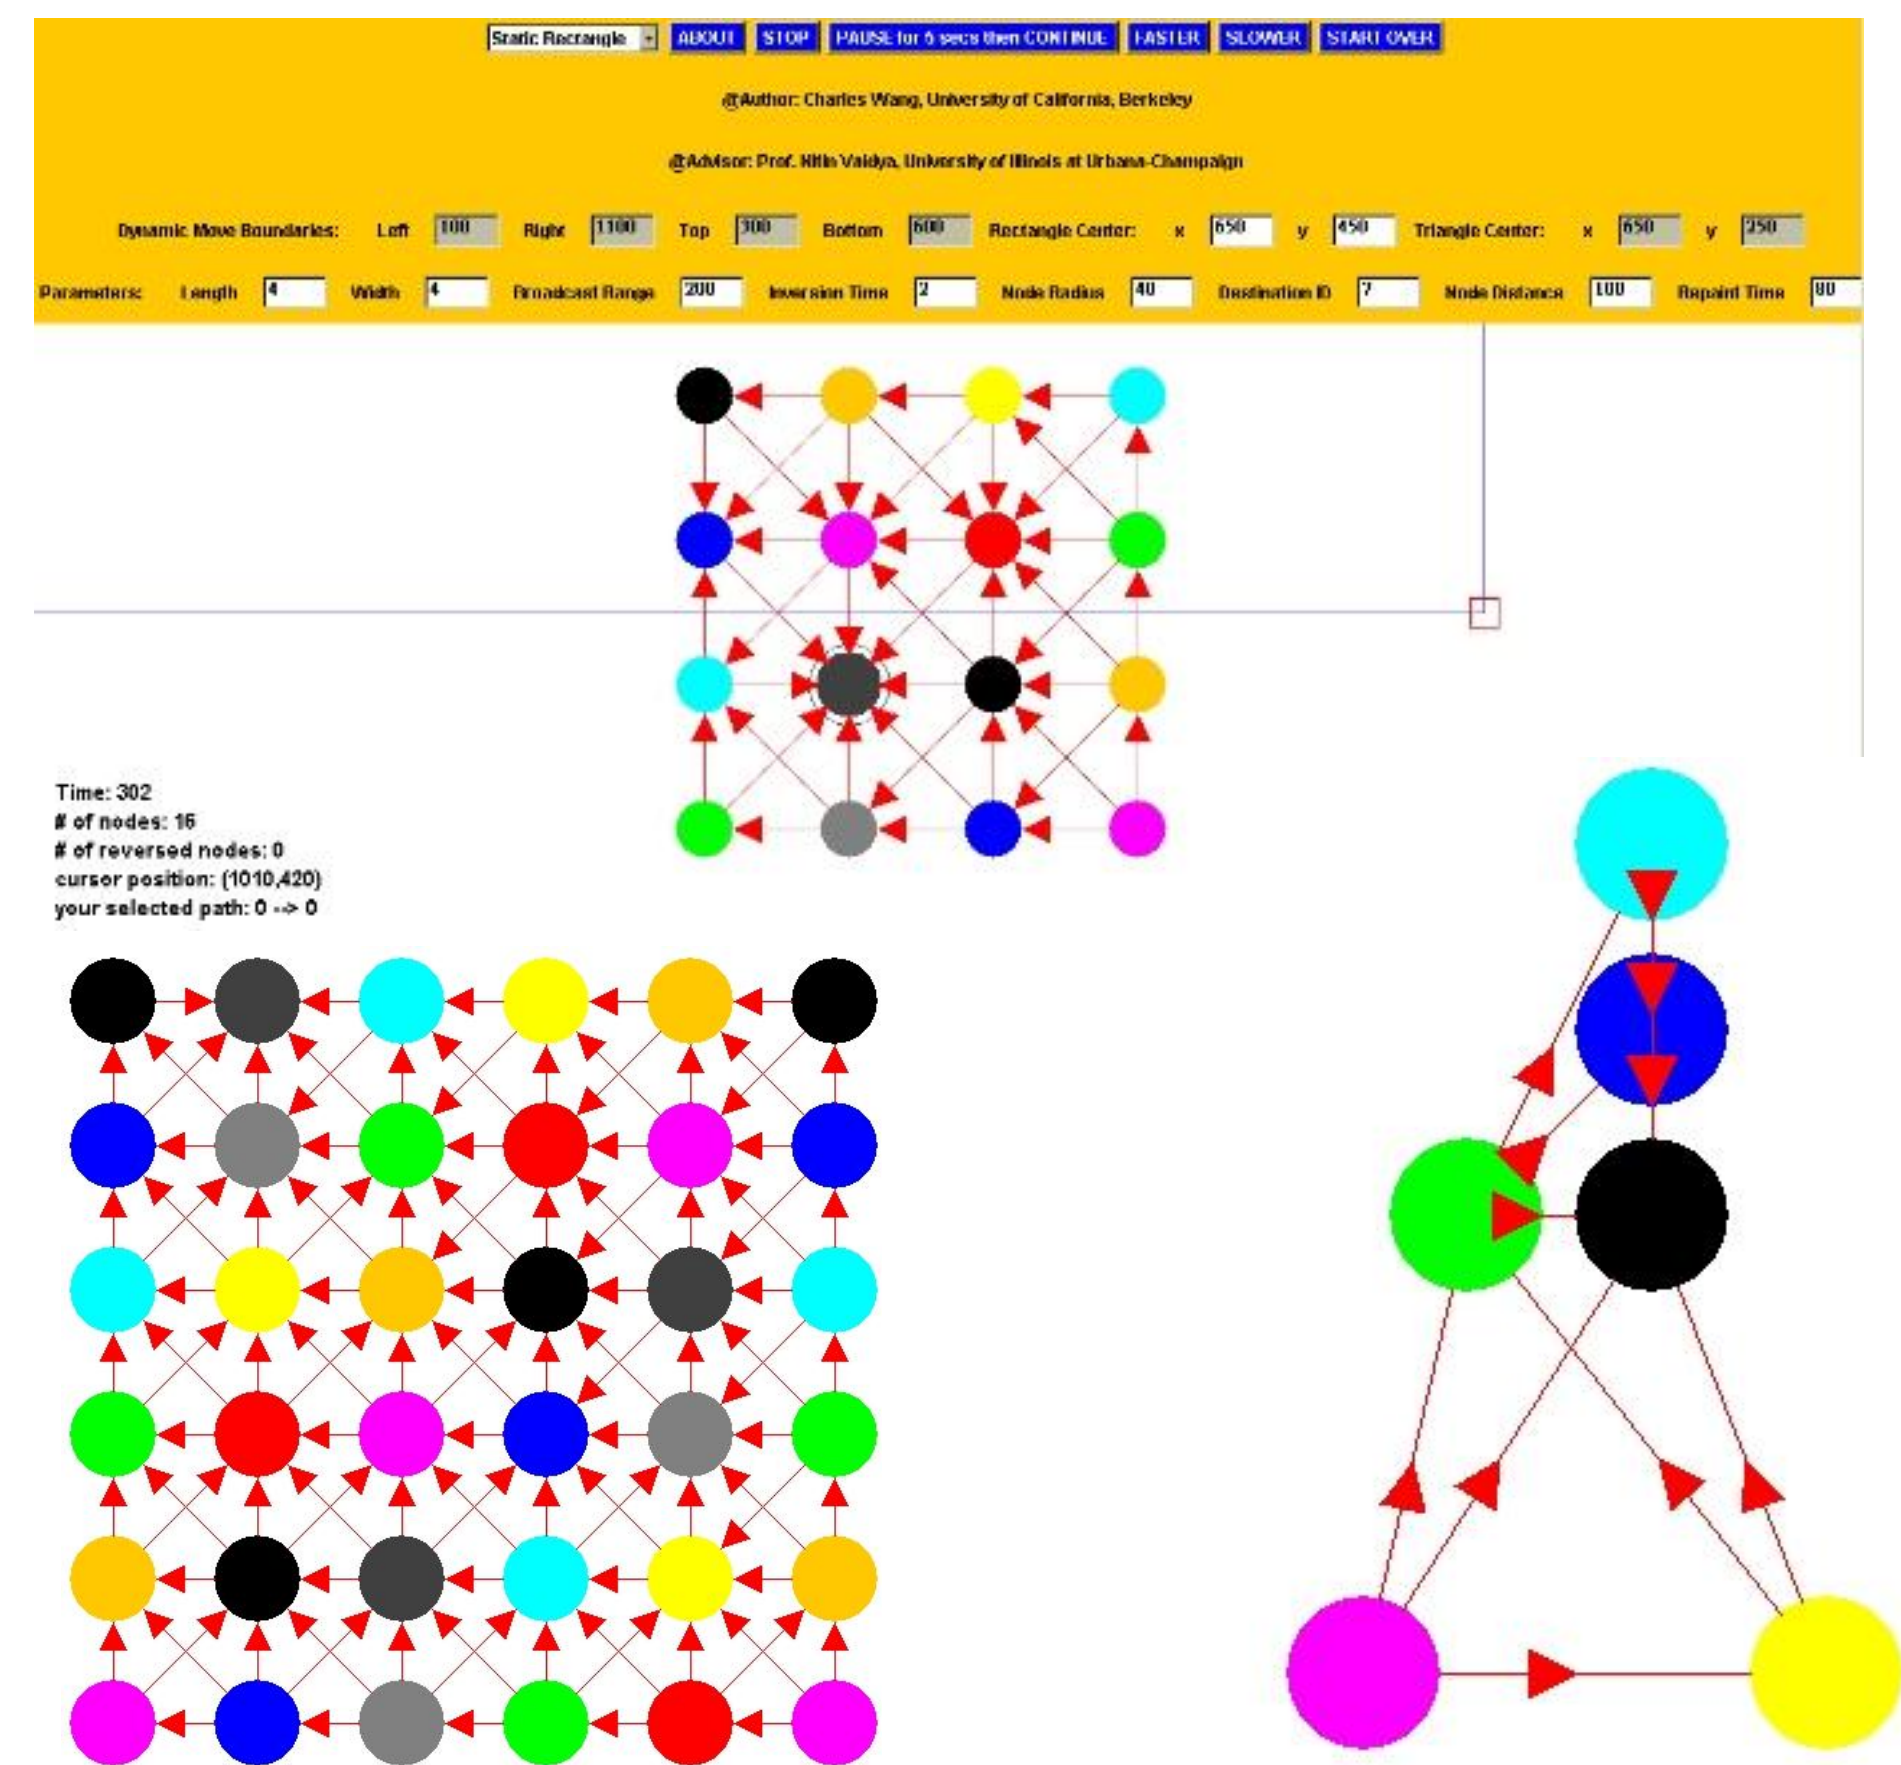 Static Rectangle ABOUT STOP PAUSE for 5 secs then CONTINUE FASTER SLOWER START OVER
@Author: Charles Wang, University of California, Berkeley
@Advisor: Prof. Nitin Vaidya, University of Illinois at Urbana-Champaign
Dynamic Move Boundaries: Left 100 Right 1100 Top 300 Bottom 600 Rectangle Center: x 650 y 450 Triangle Center: x 650 y 250
Parameters: Length 4 Width 4 Broadcast Range 200 Inversion Time 2 Node Radius 40 Destination ID 7 Node Distance 100 Repaint Time 80
Time: 302
# of nodes: 16
# of reversed nodes: 0
cursor position: (1010,420)
your selected path: 0 --> 0